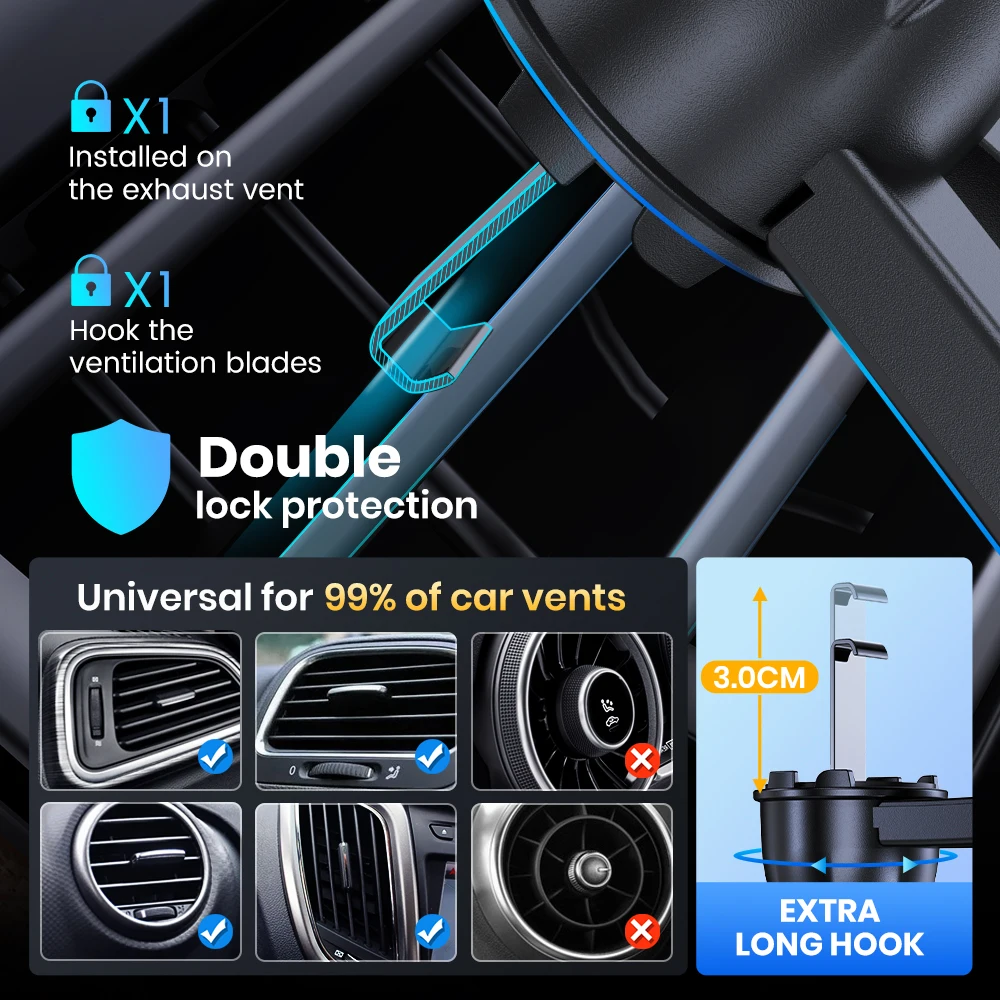 X1
Installed on
the exhaust vent
X1
Hook the
ventilation blades
Double
lock protection
Universal for 99% of car vents
0
3.0CM
EXTRA
LONG HOOK